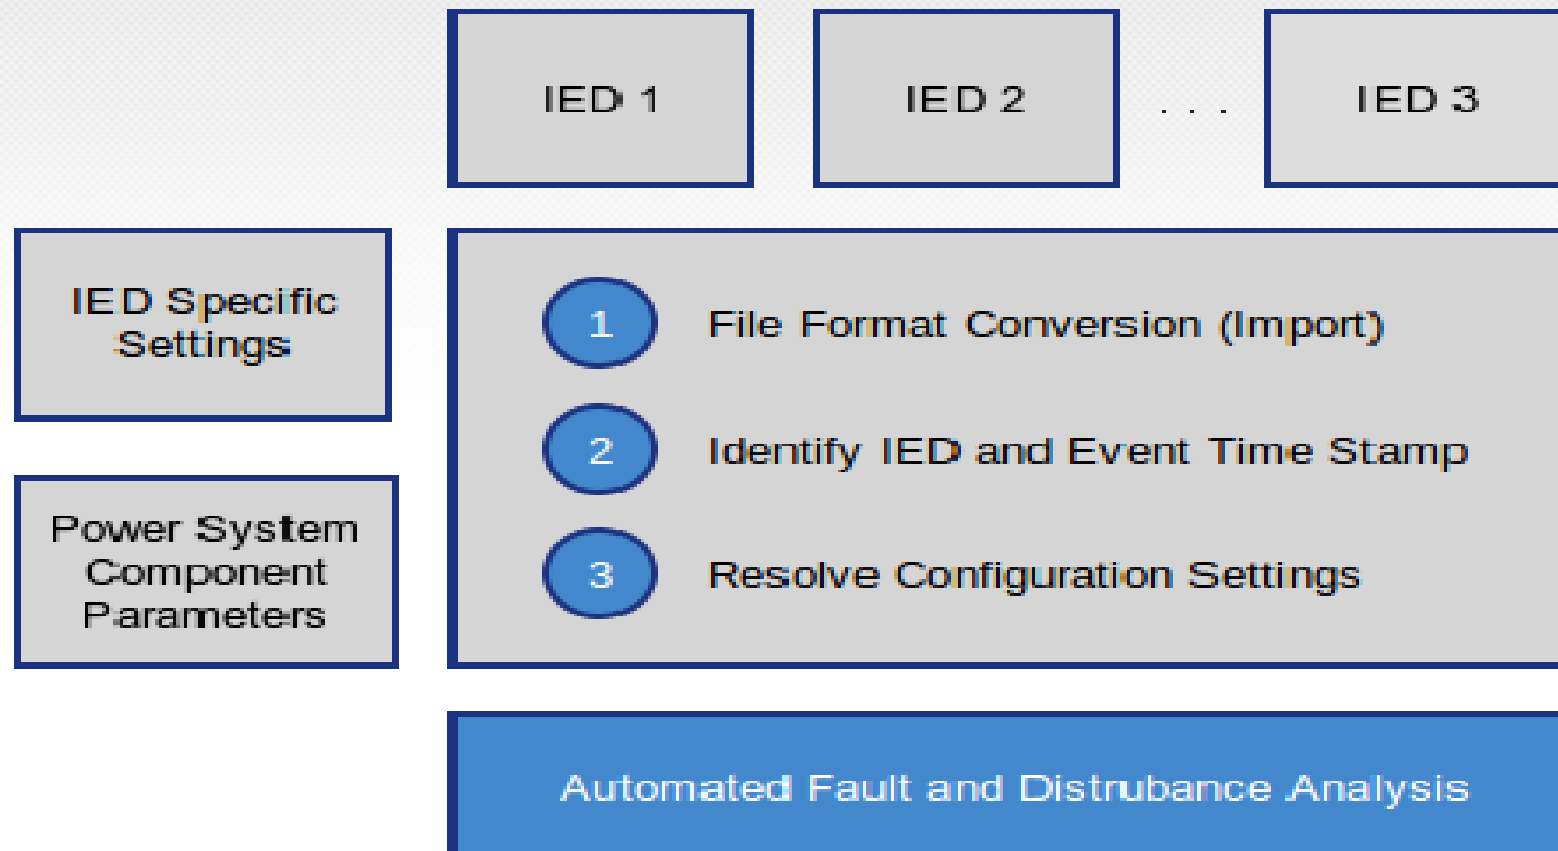 IED 1
IED 2
. . .
IED 3
IED Specific
Settings
1 File Format Conversion (Import)
2 Identify IED and Event Time Stamp
3 Resolve Configuration Settings
Power System
Component
Parameters
Automated Fault and Distrubance Analysis